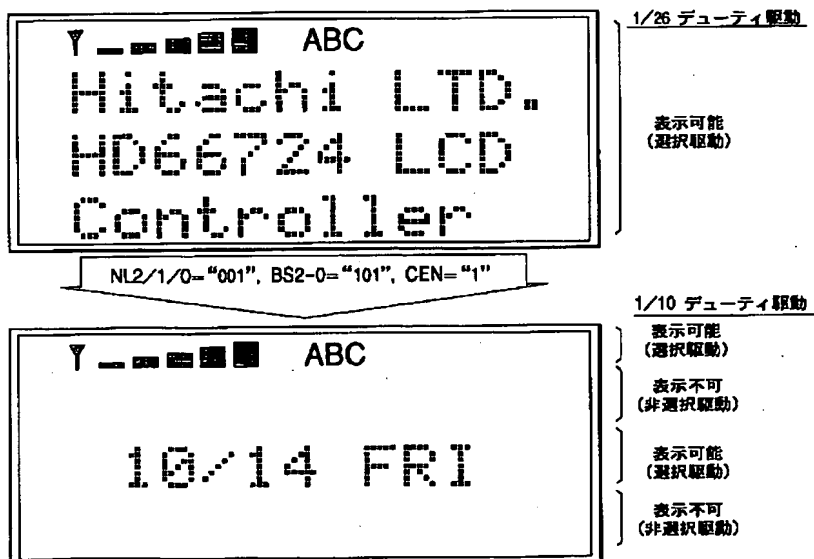 1/26 デューティ駆動
ABC
Hitachi LTD.
HD66724 LCD
Controller
表示可能
(選択駆動)
NL2/1/0="001", BS2-0="101", CEN="1"
1/10 デューティ駆動
ABC
表示可能
(選択駆動)
表示不可
(非選択駆動)
10/14 FRI
表示可能
(選択駆動)
表示不可
(非選択駆動)